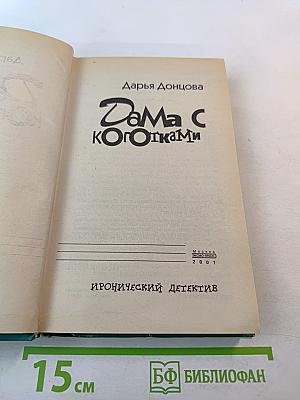 Дарья Донцова
Дама с
коготками
Москва
2001
ИРОНИЧЕСКИЙ ДЕТЕКТИВ
15 см
БФ БИБЛИОФАН